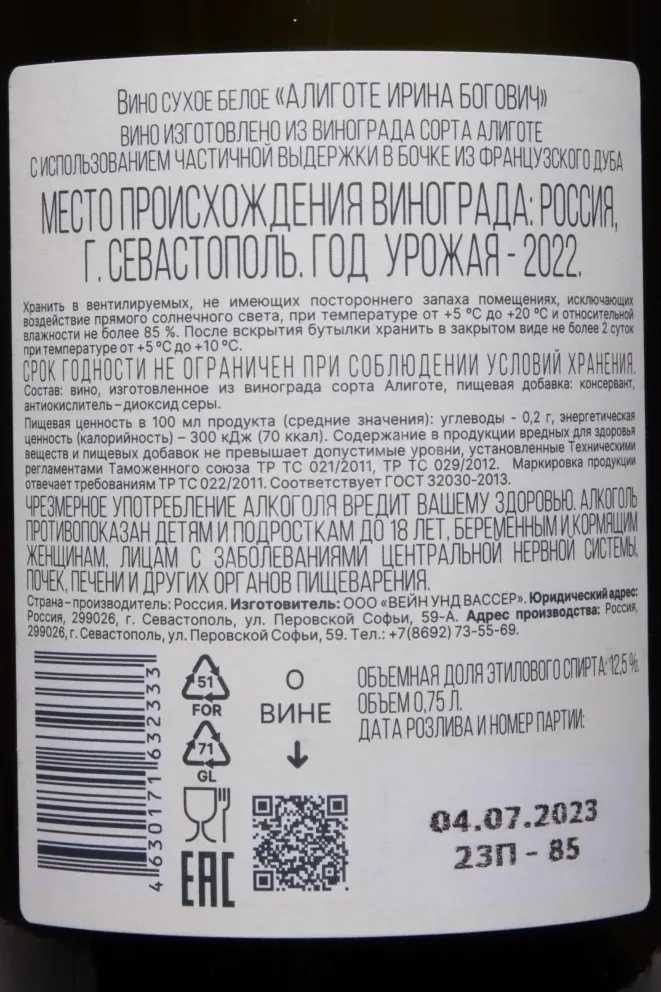 Вино сухое белое «АЛИГОТЕ ИРИНА БОГОВИЧ»
ВИНО ИЗГОТОВЛЕНО ИЗ ВИНОГРАДА СОРТА АЛИГОТЕ
С ИСПОЛЬЗОВАНИЕМ ЧАСТИЧНОЙ ВЫДЕРЖКИ В БОЧКЕ ИЗ ФРАНЦУЗСКОГО ДУБА
МЕСТО ПРОИСХОЖДЕНИЯ ВИНОГРАДА: РОССИЯ,
Г. СЕВАСТОПОЛЬ. ГОД УРОЖАЯ - 2022.
Хранить в вентилируемых, не имеющих постороннего запаха помещениях, исключающих
воздействие прямого солнечного света, при температуре от +5 ºС до +20 ºС и относительной
влажности не более 85 %. После вскрытия бутылки хранить в закрытом виде не более 2 суток
при температуре от +5 ºС до +10 ºС.
СРОК ГОДНОСТИ НЕ ОГРАНИЧЕН ПРИ СОБЛЮДЕНИИ УСЛОВИЙ ХРАНЕНИЯ.
Состав: вино, изготовленное из винограда сорта Алиготе, пищевая добавка: консервант,
антиокислитель – диоксид серы.
Пищевая ценность в 100 мл продукта (средние значения): углеводы - 0,2 г, энергетическая
ценность (калорийность) – 300 кДж (70 ккал). Содержание в продукции вредных для здоровья
веществ и пищевых добавок не превышает допустимые уровни, установленные Техническими
регламентами Таможенного союза ТР ТС 021/2011, ТР ТС 029/2012. Маркировка продукции
отвечает требованиям ТР ТС 022/2011. Соответствует ГОСТ 32030-2013.
ЧРЕЗМЕРНОЕ УПОТРЕБЛЕНИЕ АЛКОГОЛЯ ВРЕДИТ ВАШЕМУ ЗДОРОВЬЮ. АЛКОГОЛЬ
ПРОТИВОПОКАЗАН ДЕТЯМ И ПОДРОСТКАМ ДО 18 ЛЕТ, БЕРЕМЕННЫМ И КОРМЯЩИМ
ЖЕНЩИНАМ, ЛИЦАМ С ЗАБОЛЕВАНИЯМИ ЦЕНТРАЛЬНОЙ НЕРВНОЙ СИСТЕМЫ,
ПОЧЕК, ПЕЧЕНИ И ДРУГИХ ОРГАНОВ ПИЩЕВАРЕНИЯ.
Страна – производитель: Россия. Изготовитель: ООО «ВЕЙН УНД ВАССЕР». Юридический адрес:
Россия, 299026, г. Севастополь, ул. Перовской Софьи, 59-А. Адрес производства: Россия,
299026, г. Севастополь, ул. Перовской Софьи, 59. Тел.: +7(8692) 73-55-69.
4 630171 632333
51
FOR
71
GL
EAC
О
ВИНЕ
ОБЪЕМНАЯ ДОЛЯ ЭТИЛОВОГО СПИРТА: 12,5 %.
ОБЪЕМ 0,75 Л.
ДАТА РОЗЛИВА И НОМЕР ПАРТИИ:
04.07.2023
23П - 85